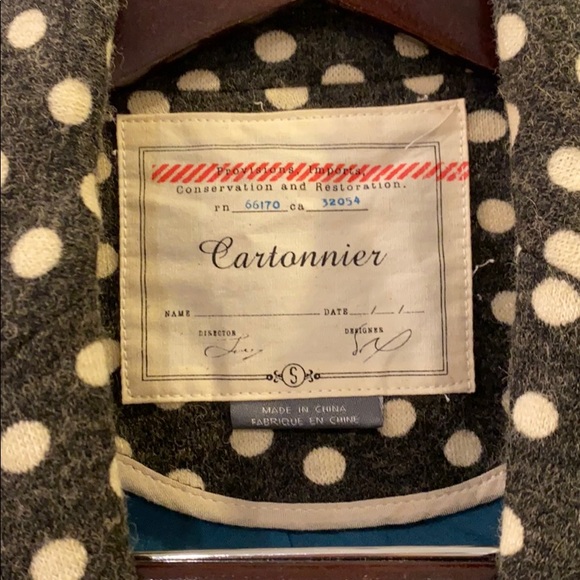 Provisions, Imports,
Conservation and Restoration.
rn 66170 ca 32054
Cartonnier
NAME DATE / /
DIRECTOR DESIGNER
S
MADE IN CHINA
FABRIQUE EN CHINE